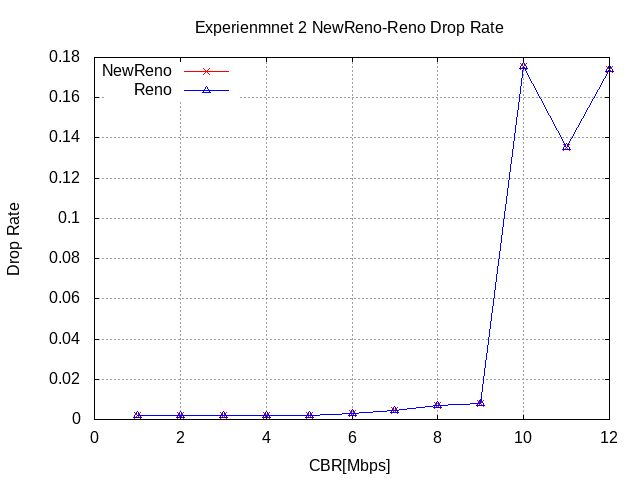 Experienmnet 2 NewReno-Reno Drop Rate
0.18
0.16
0.14
0.12
0.1
0.08
0.06
0.04
0.02
0
Drop Rate
NewReno
Reno
0 2 4 6 8 10 12
CBR[Mbps]